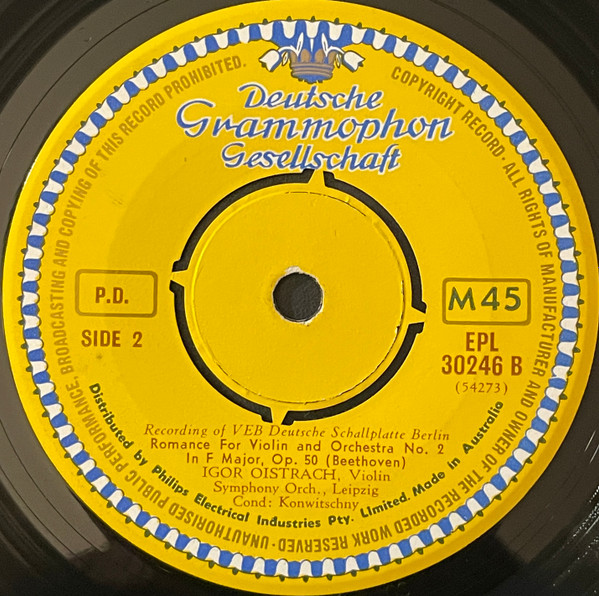 Deutsche
Grammophon
Gesellschaft
COPYRIGHT RECORD · ALL RIGHTS OF MANUFACTURER AND OWNER OF THE RECORDED WORK RESERVED · UNAUTHORISED PUBLIC PERFORMANCE, BROADCASTING AND COPYING OF THIS RECORD PROHIBITED.
P.D.
SIDE 2
M45
EPL
30246 B
(54273)
Recording of VEB Deutsche Schallplatte Berlin
Romance For Violin and Orchestra No. 2
In F Major, Op. 50 (Beethoven)
IGOR OISTRACH, Violin
Symphony Orch., Leipzig
Cond: Konwitschny
Distributed by Philips Electrical Industries Pty. Limited. Made in Australia